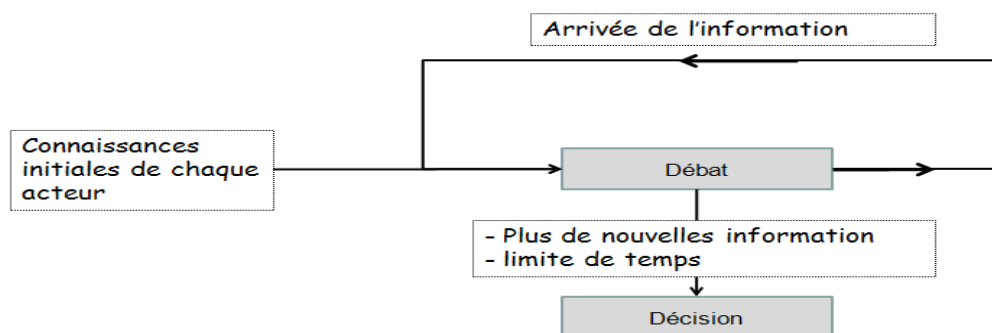 Arrivée de l'information
Connaissances
initiales de chaque
acteur
Débat
- Plus de nouvelles information
- limite de temps
Décision